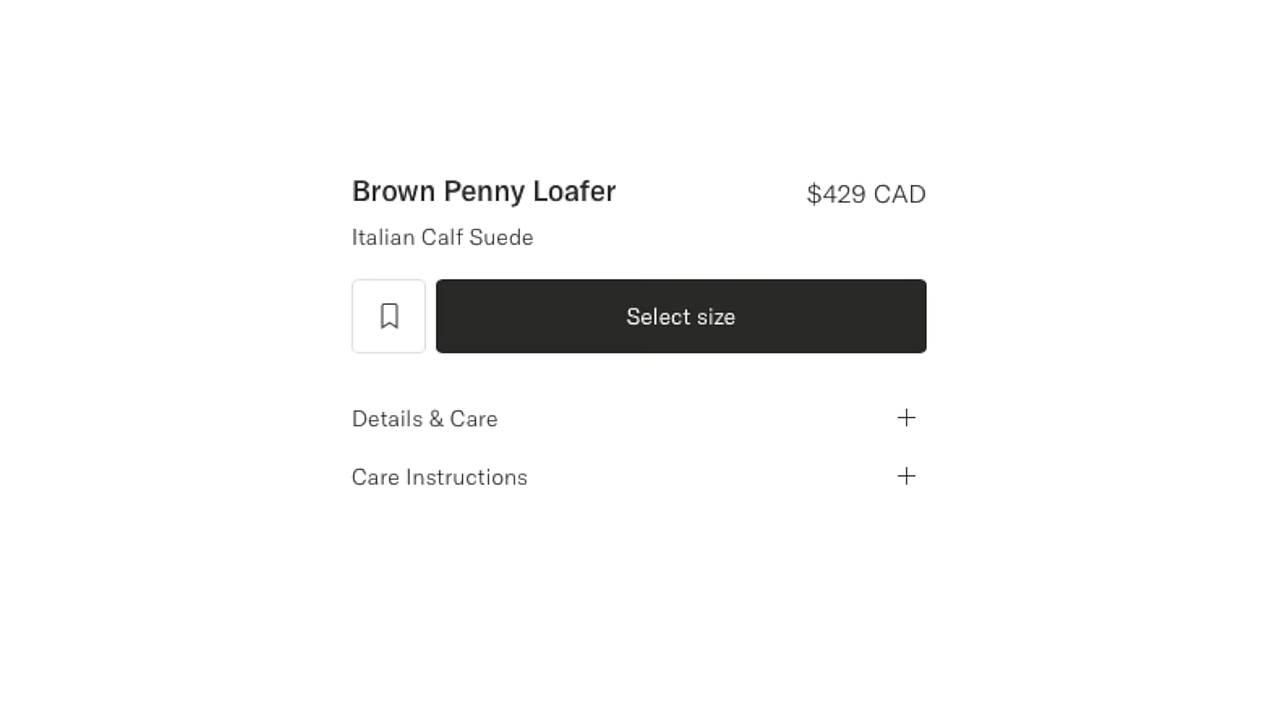 Brown Penny Loafer
$429 CAD
Italian Calf Suede
Select size
Details & Care
Care Instructions